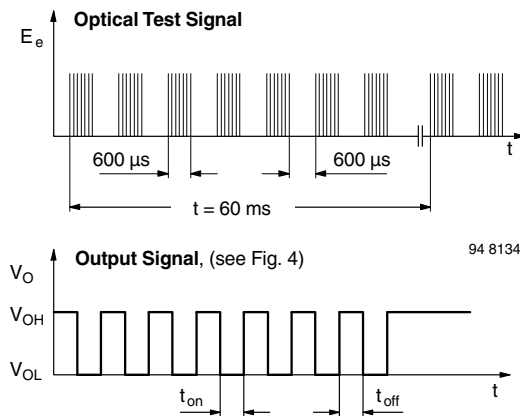 Optical Test Signal
E e
t
600 µs
600 µs
t = 60 ms
Output Signal, (see Fig. 4)
94 8134
VO
VOH
VOL
ton
toff
t